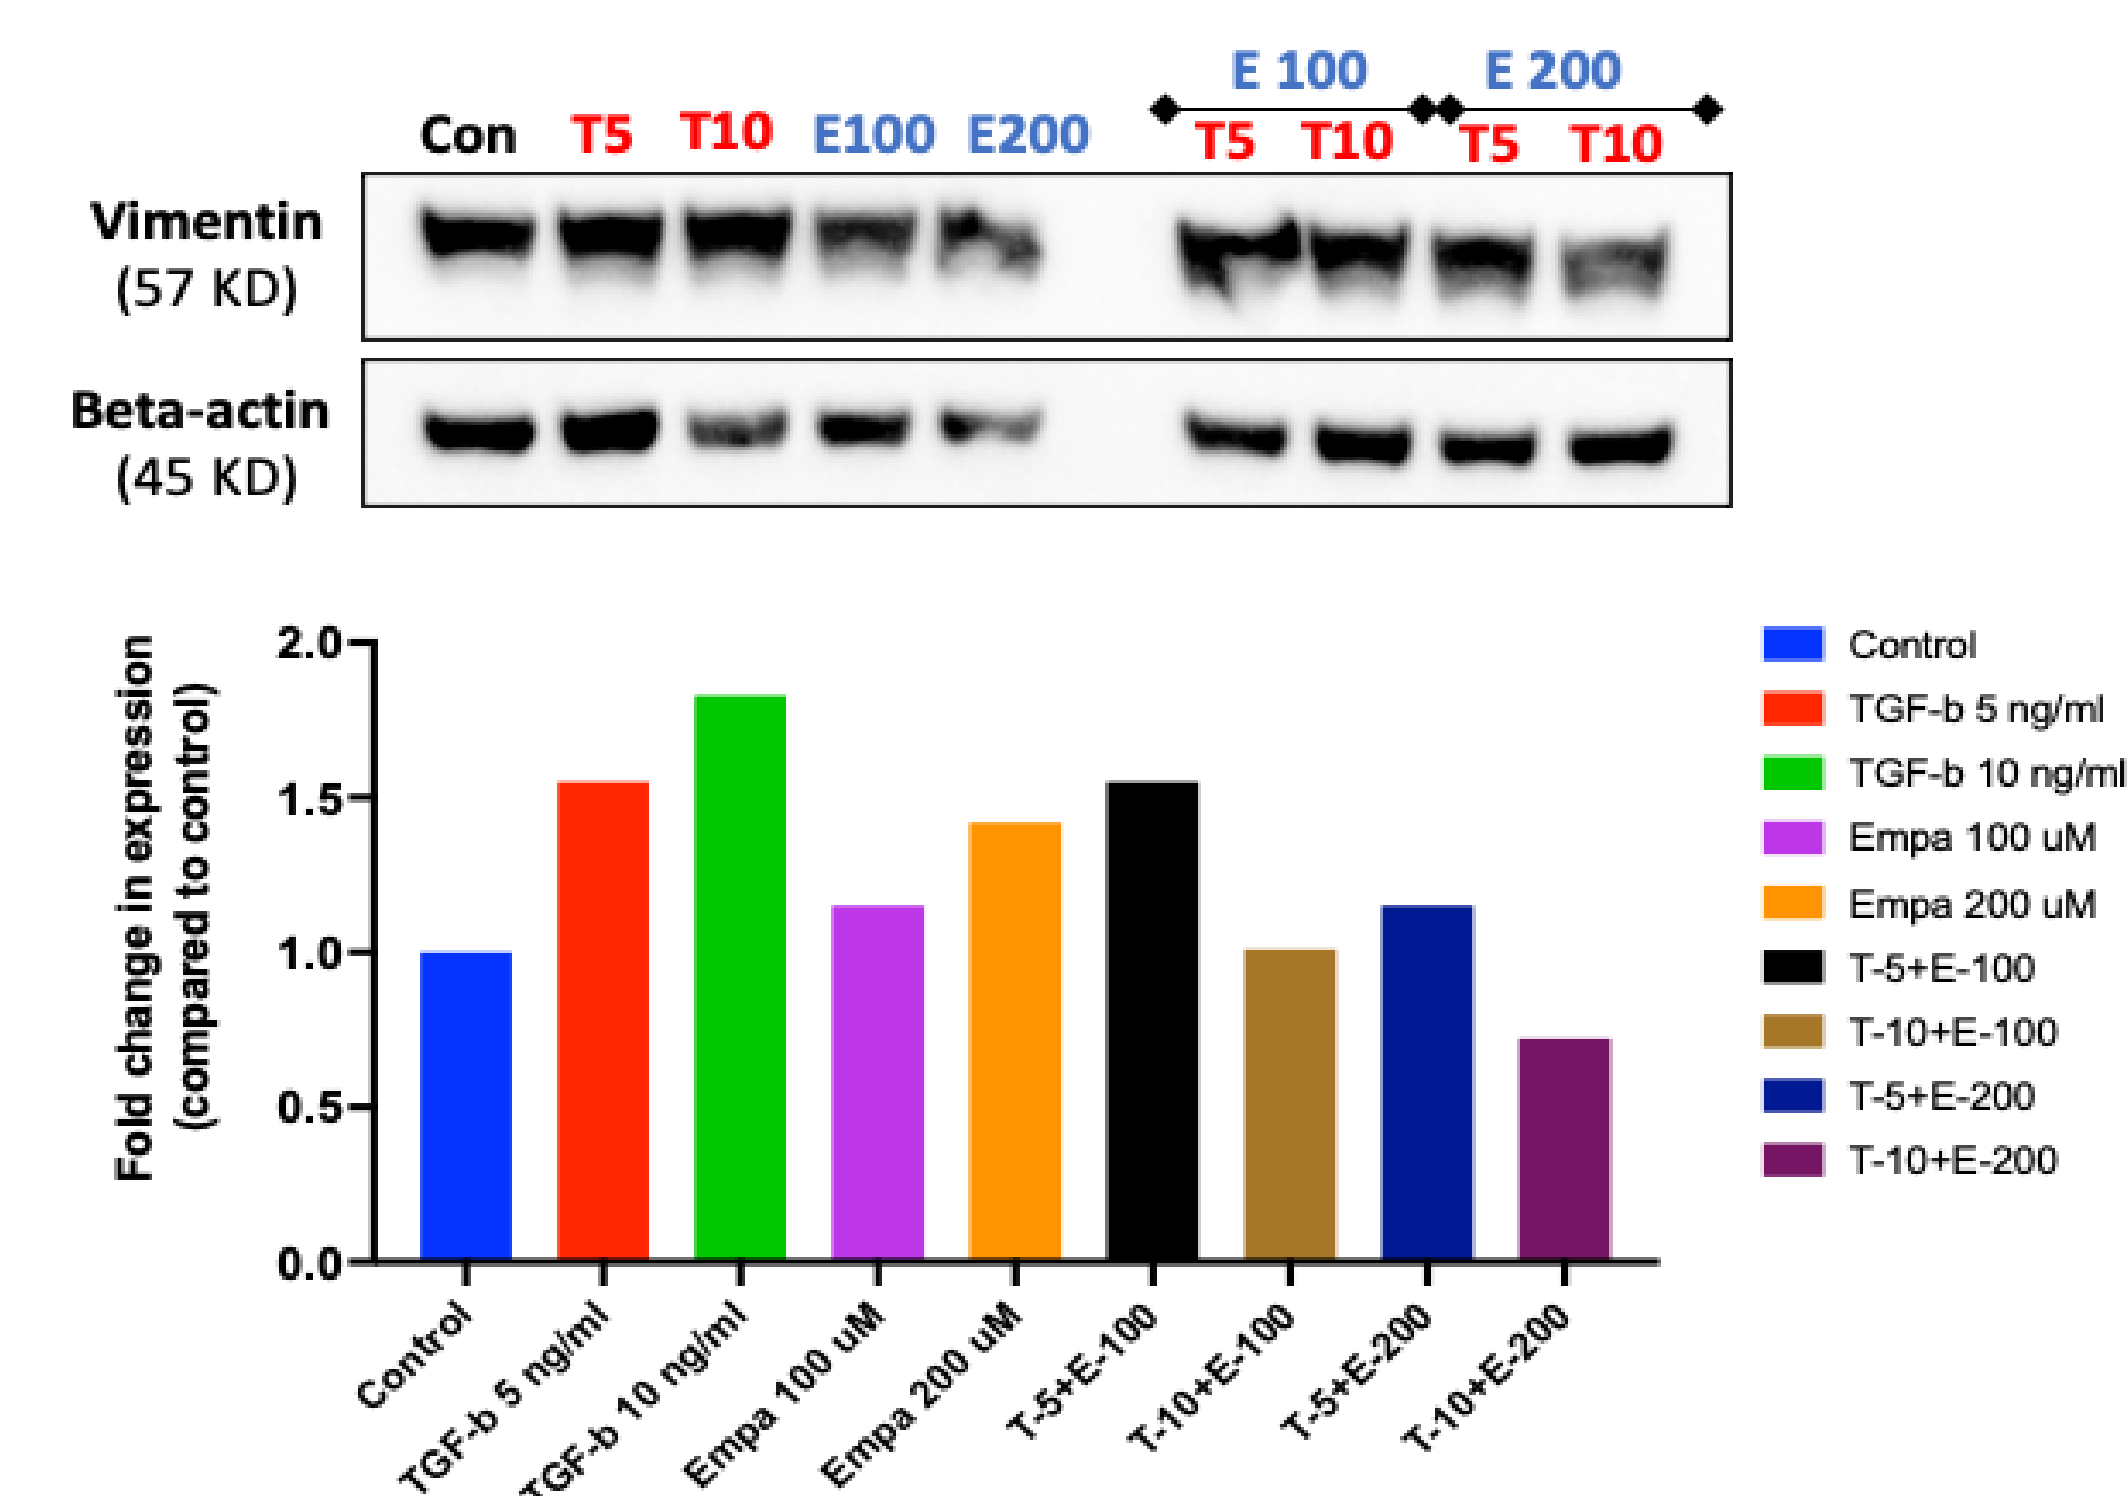 E 100 E 200
Con T5 T10 E100 E200 T5 T10 T5 T10
Vimentin
(57 KD)
Beta-actin
(45 KD)
Fold change in expression
(compared to control)
2.0
1.5
1.0
0.5
0.0
Control
TGF-b 5 ng/ml
TGF-b 10 ng/ml
Empa 100 uM
Empa 200 uM
T-5+E-100
T-10+E-100
T-5+E-200
T-10+E-200
Control
TGF-b 5 ng/ml
TGF-b 10 ng/ml
Empa 100 uM
Empa 200 uM
T-5+E-100
T-10+E-100
T-5+E-200
T-10+E-200